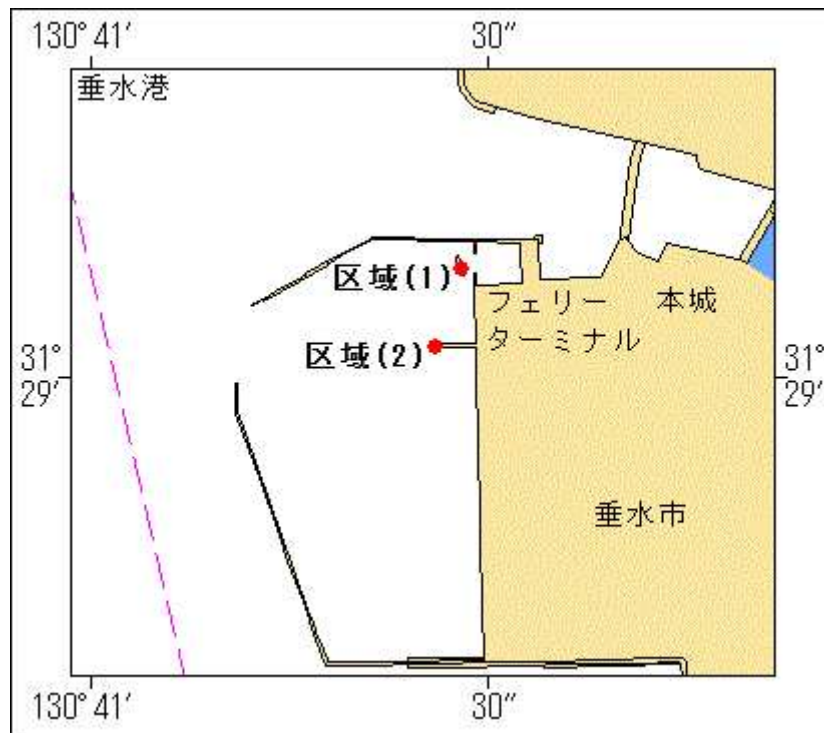 130° 41′ 30″
垂水港
区域(1)
フェリー 本城
ターミナル
区域(2)
31° 31°
29′ 29′
垂水市
130° 41′ 30″